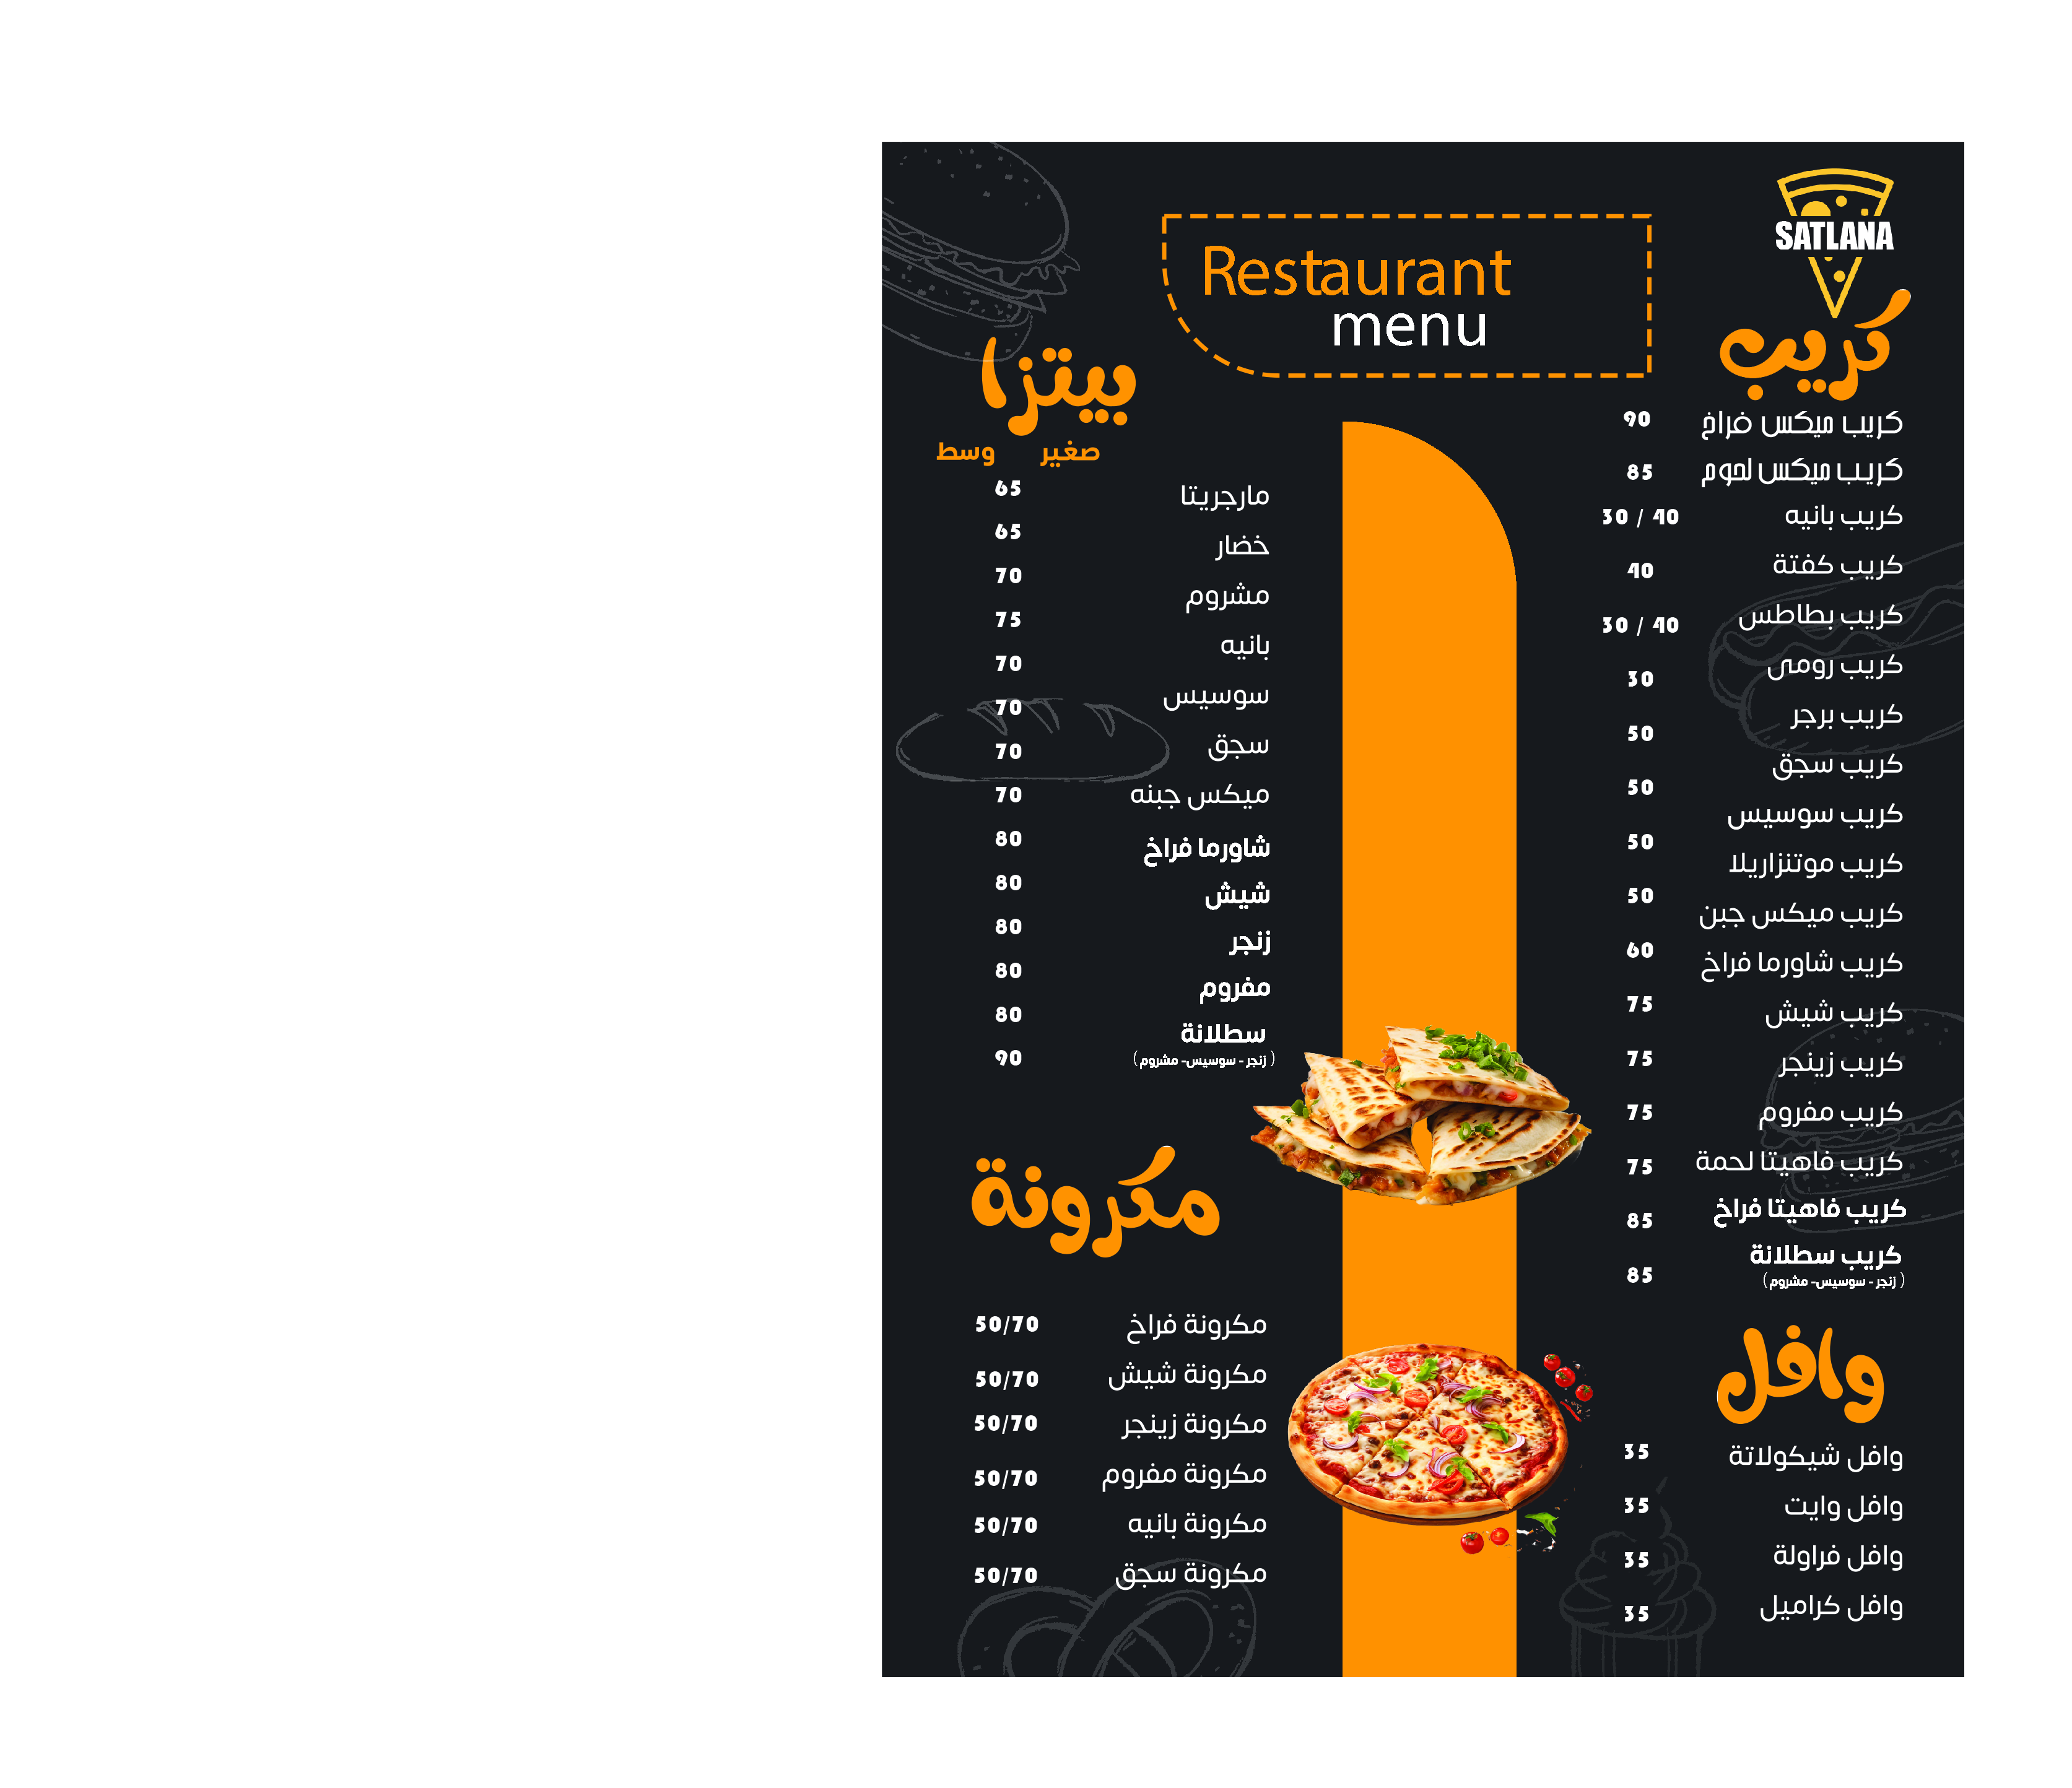 SATLANA
Restaurant
menu
كريب
كريب ميكس فراخ 90
كريب ميكس لحوم 85
كريب بانيه 30 / 40
كريب كفتة 40
كريب بطاطس 30 / 40
كريب رومى 30
كريب برجر 50
كريب سجق 50
كريب سوسيس
كريب موتنزاريلا 50
كريب ميكس جبن 50
كريب شاورما فراخ 60
كريب شيش 75
كريب زينجر 75
كريب مفروم 75
كريب فاهيتا لحمة 75
كريب فاهيتا فراخ 85
كريب سطلانة
( زنجر - سوسيس- مشروم ) 85
وافل
وافل شيكولاتة 35
وافل وايت 35
وافل فراولة 35
وافل كراميل 35
بيتزا
صغير وسط
مارجريتا 65
خضار 65
مشروم 70
بانيه 75
70
سوسيس 70
سجق 70
ميكس جبنه 70
شاورما فراخ 80
شيش 80
زنجر 80
مفروم 80
سطلانة 80
( زنجر - سوسيس- مشروم ) 90
مكرونة
مكرونة فراخ 50/70
مكرونة شيش 50/70
مكرونة زينجر 50/70
مكرونة مفروم 50/70
مكرونة بانيه 50/70
مكرونة سجق 50/70